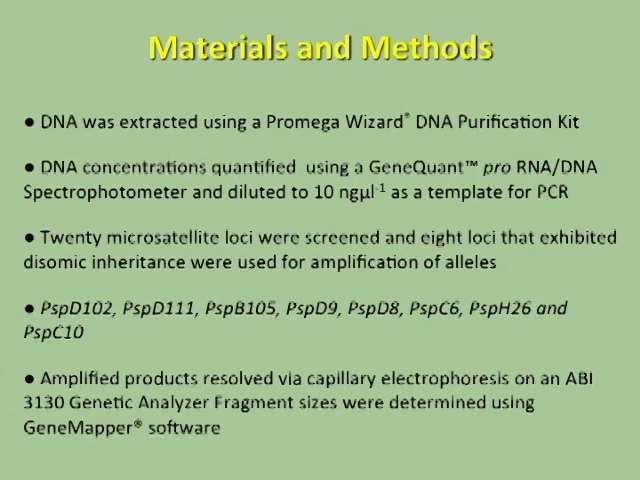 Materials and Methods
● DNA was extracted using a Promega Wizard® DNA Purification Kit
● DNA concentrations quantified using a GeneQuant™ pro RNA/DNA
Spectrophotometer and diluted to 10 ngµl⁻¹ as a template for PCR
● Twenty microsatellite loci were screened and eight loci that exhibited
disomic inheritance were used for amplification of alleles
● PspD102, PspD111, PspB105, PspD9, PspD8, PspC6, PspH26 and
PspC10
● Amplified products resolved via capillary electrophoresis on an ABI
3130 Genetic Analyzer Fragment sizes were determined using
GeneMapper® software